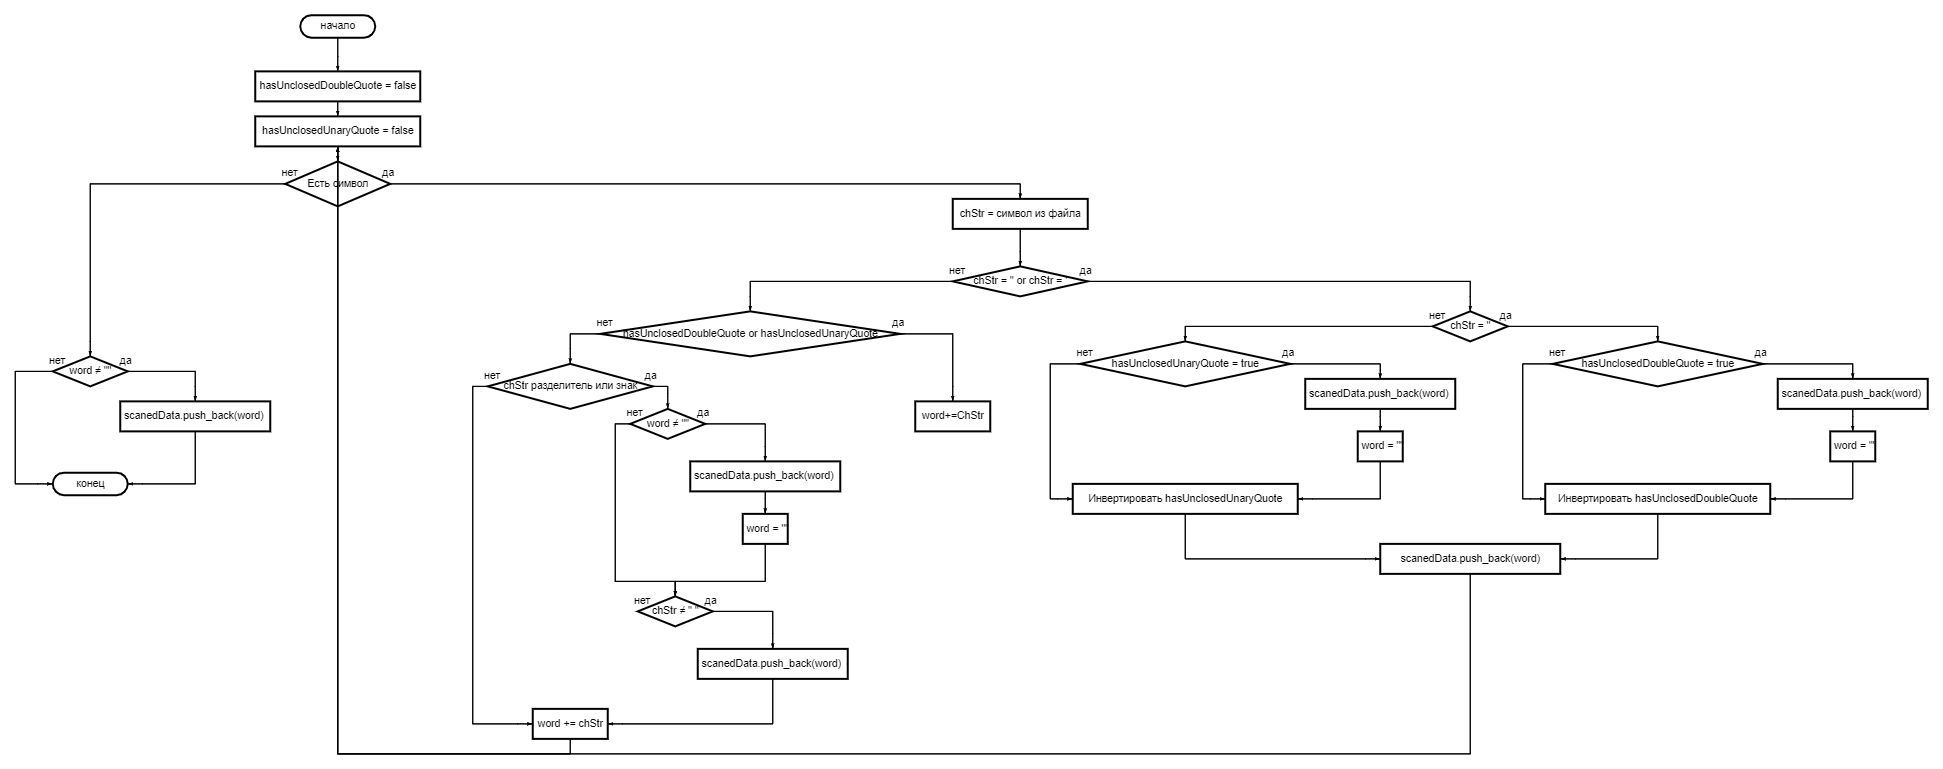 начало
hasUnclosedDoubleQuote = false
hasUnclosedUnaryQuote = false
нет
да
Есть символ
chStr = символ из файла
нет
да
chStr = " or chStr = '
нет
да
hasUnclosedDoubleQuote or hasUnclosedUnaryQuote
нет
да
chStr = "
нет
да
hasUnclosedUnaryQuote = true
нет
да
hasUnclosedDoubleQuote = true
нет
да
word ≠ ""
нет
да
chStr разделитель или знак
scanedData.push_back(word)
scanedData.push_back(word)
scanedData.push_back(word)
word+=ChStr
нет
да
word ≠ ""
word = ""
word = ""
scanedData.push_back(word)
конец
Инвертировать hasUnclosedUnaryQuote
Инвертировать hasUnclosedDoubleQuote
word = ""
scanedData.push_back(word)
нет
да
chStr ≠ " "
scanedData.push_back(word)
word += chStr